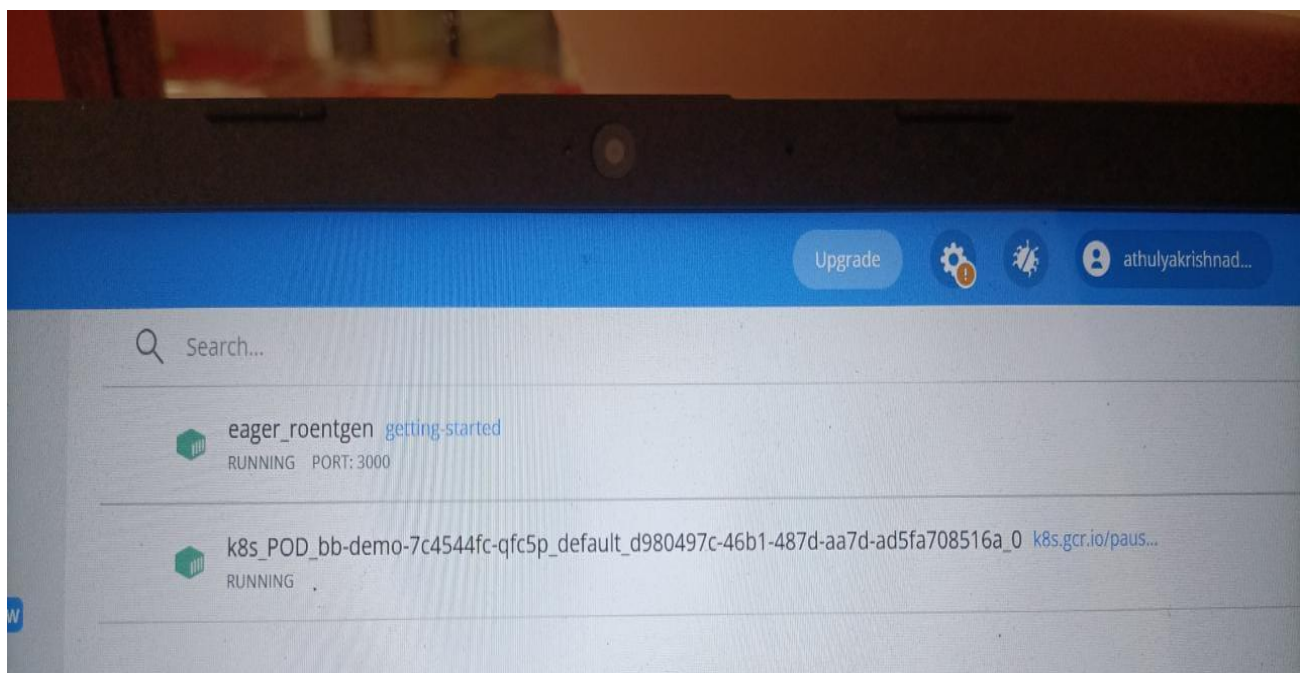 Upgrade
athulyakrishnad...
Search...
eager_roentgen getting-started
RUNNING PORT: 3000
k8s_POD_bb-demo-7c4544fc-qfc5p_default_d980497c-46b1-487d-aa7d-ad5fa708516a_0 k8s.gcr.io/paus...
RUNNING
W